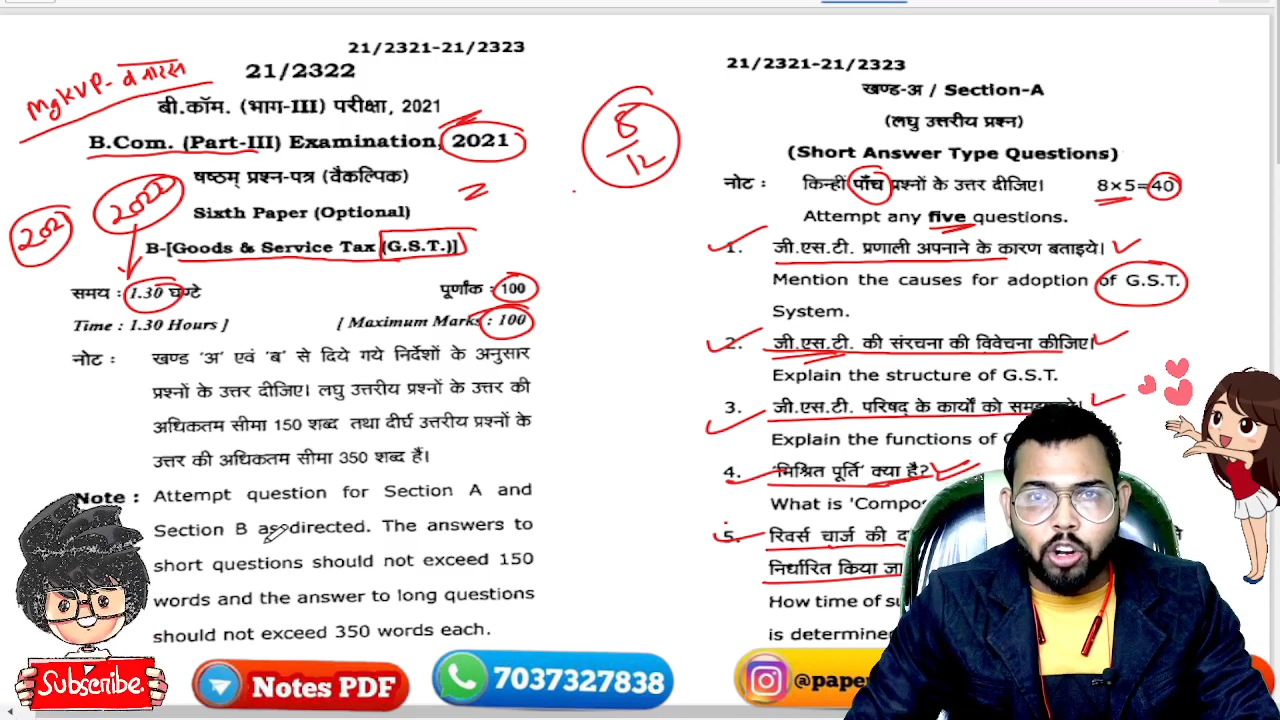 21/2321-21/2323
21/2322
MgKVP- बनारस
बी.कॉम. (भाग-III) परीक्षा, 2021
B.Com. (Part-III) Examination, 2021
षष्ठम् प्रश्न-पत्र (वैकल्पिक)
2022
202
Sixth Paper (Optional)
B-[Goods & Service Tax (G.S.T.)]
समय : 1.30 घण्टे पूर्णांक : 100
Time : 1.30 Hours ] [ Maximum Marks : 100
नोट : खण्ड 'अ' एवं 'ब' से दिये गये निर्देशों के अनुसार
प्रश्नों के उत्तर दीजिए। लघु उत्तरीय प्रश्नों के उत्तर की
अधिकतम सीमा 150 शब्द तथा दीर्घ उत्तरीय प्रश्नों के
उत्तर की अधिकतम सीमा 350 शब्द हैं।
Note : Attempt question for Section A and
Section B as directed. The answers to
short questions should not exceed 150
words and the answer to long questions
should not exceed 350 words each.
8
12
21/2321-21/2323
खण्ड-अ / Section-A
(लघु उत्तरीय प्रश्न)
(Short Answer Type Questions)
नोट : किन्हीं पाँच प्रश्नों के उत्तर दीजिए। 8×5=40
Attempt any five questions.
1. जी.एस.टी. प्रणाली अपनाने के कारण बताइये।
Mention the causes for adoption of G.S.T.
System.
2. जी.एस.टी. की संरचना की विवेचना कीजिए।
Explain the structure of G.S.T.
3. जी.एस.टी. परिषद् के कार्यों को
Explain the functions of
4. 'मिश्रित पूर्ति' क्या है?
What is
5. रिवर्स चार्ज की
निर्धारित किया
How time of
is
Subscribe.
Notes PDF
7037327838